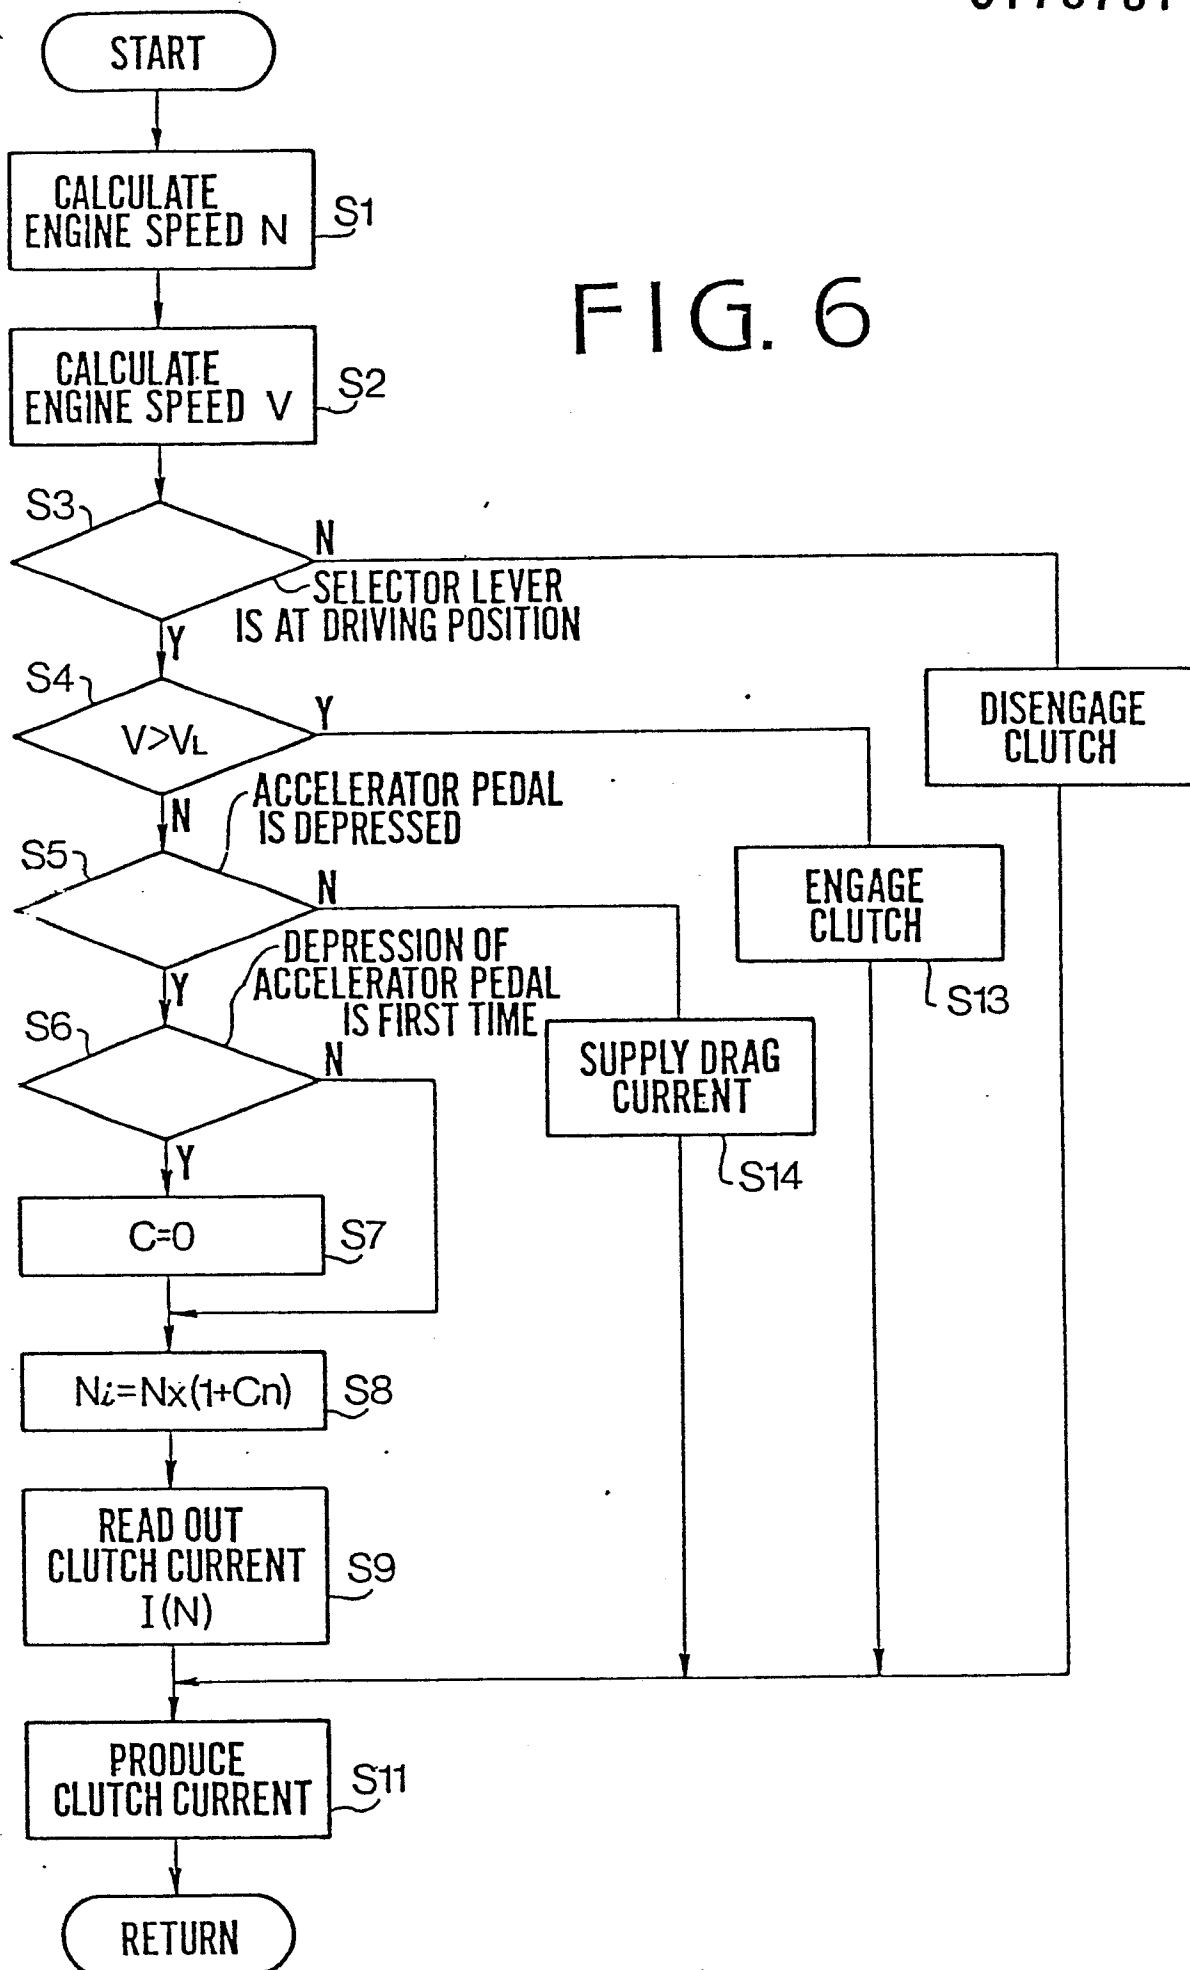 START
CALCULATE
ENGINE SPEED N
S1
FIG. 6
CALCULATE
ENGINE SPEED V
S2
S3
N
SELECTOR LEVER
IS AT DRIVING POSITION
Y
S4
V>VL
Y
DISENGAGE
CLUTCH
N
ACCELERATOR PEDAL
IS DEPRESSED
S5
N
ENGAGE
CLUTCH
S13
Y
DEPRESSION OF
ACCELERATOR PEDAL
IS FIRST TIME
S6
N
SUPPLY DRAG
CURRENT
S14
Y
C=0
S7
Ni=Nx(1+Cn)
S8
READ OUT
CLUTCH CURRENT
I(N)
S9
PRODUCE
CLUTCH CURRENT
S11
RETURN